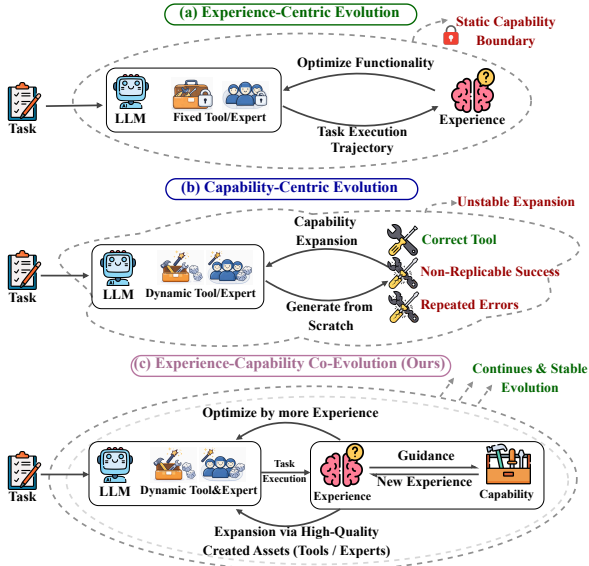 (a) Experience-Centric Evolution
Static Capability
Boundary
Optimize Functionality
Task
LLM
Fixed Tool/Expert
Experience
Task Execution
Trajectory
(b) Capability-Centric Evolution
Unstable Expansion
Capability
Expansion
Correct Tool
Non-Replicable Success
Repeated Errors
Task
LLM
Dynamic Tool/Expert
Generate from
Scratch
(c) Experience-Capability Co-Evolution (Ours)
Continues & Stable
Evolution
Optimize by more Experience
Task
LLM
Dynamic Tool&Expert
Task
Execution
Experience
Guidance
New Experience
Capability
Expansion via High-Quality
Created Assets (Tools / Experts)